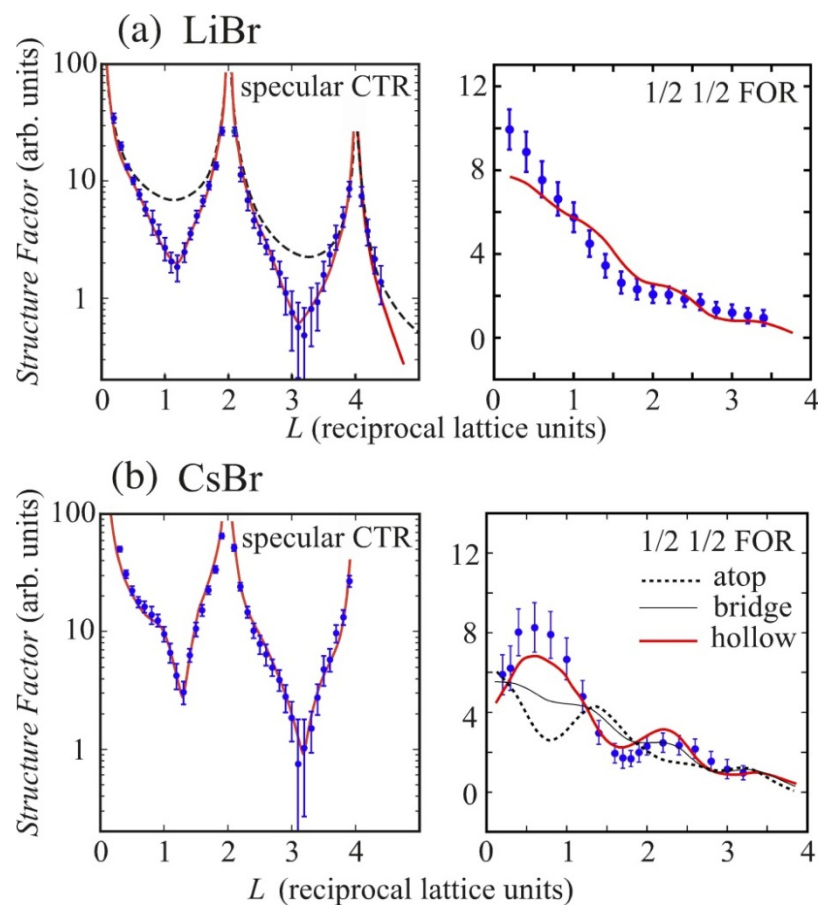 (a) LiBr
Structure Factor (arb. units)
100
10
1
specular CTR
0 1 2 3 4
12
8
4
0
1/2 1/2 FOR
0 1 2 3 4
L (reciprocal lattice units)
(b) CsBr
Structure Factor (arb. units)
100
10
1
specular CTR
0 1 2 3 4
12
8
4
0
1/2 1/2 FOR
atop
bridge
hollow
0 1 2 3 4
L (reciprocal lattice units)